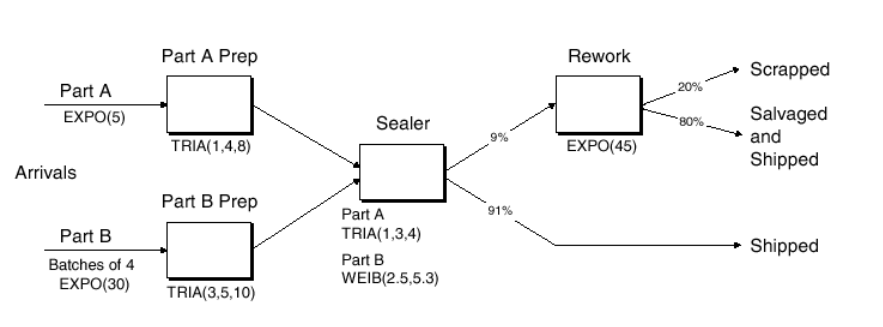 Part A Prep
Rework
Part A
EXPO(5)
TRIA(1,4,8)
Sealer
9%
20%
Scrapped
80%
Salvaged
and
Shipped
EXPO(45)
Arrivals
Part B Prep
Part B
Batches of 4
EXPO(30)
TRIA(3,5,10)
Part A
TRIA(1,3,4)
Part B
WEIB(2.5,5.3)
91%
Shipped